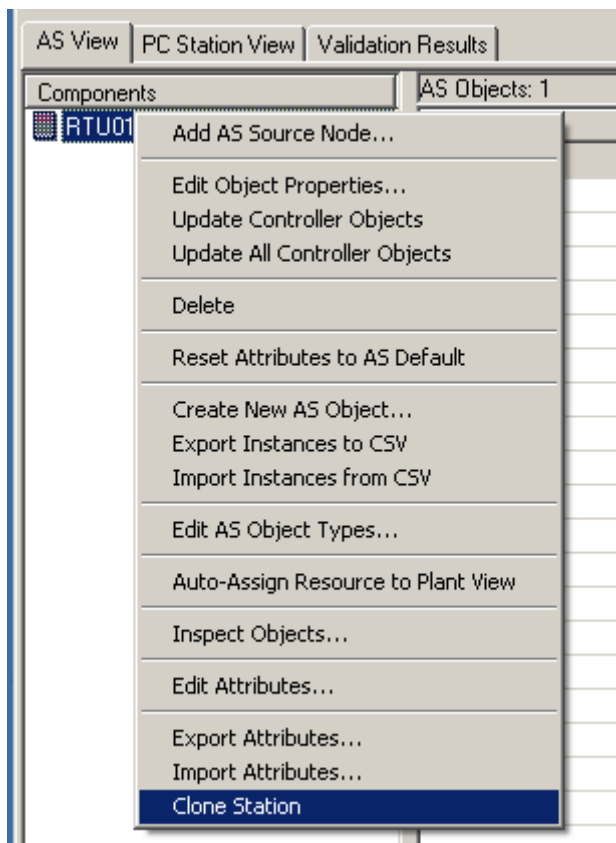 AS View PC Station View Validation Results
Components AS Objects: 1
RTU01
Add AS Source Node...
Edit Object Properties...
Update Controller Objects
Update All Controller Objects
Delete
Reset Attributes to AS Default
Create New AS Object...
Export Instances to CSV
Import Instances from CSV
Edit AS Object Types...
Auto-Assign Resource to Plant View
Inspect Objects...
Edit Attributes...
Export Attributes...
Import Attributes...
Clone Station